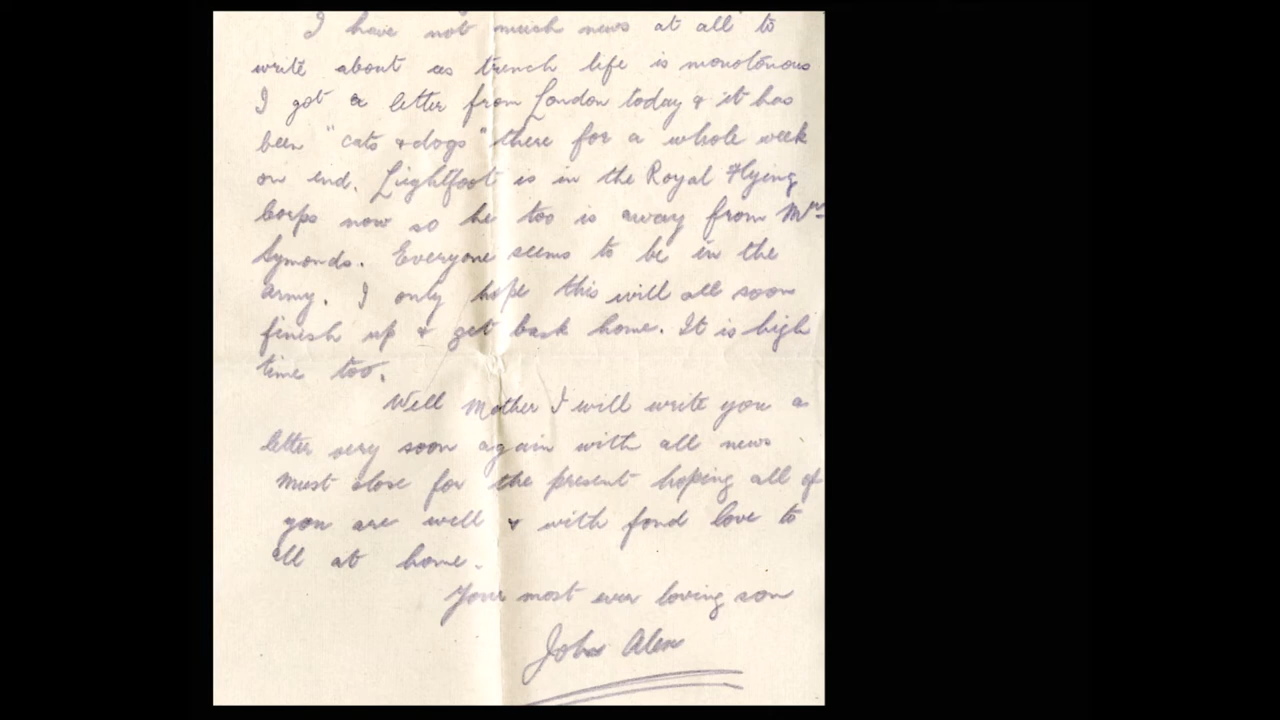 I have not much news at all to
write about as trench life is monotonous
I got a letter from London today & it has
been "cats & dogs" there for a whole week
on end. Lightfoot is in the Royal Flying
Corps now so he too is away from Mrs
Symonds. Everyone seems to be in the
army. I only hope this will all soon
finish up & get back home. It is high
time too.
Well Mother I will write you a
letter very soon again with all news
Must close for the present hoping all of
you are well & with fond love to
all at home.
Your most ever loving son
John Alex